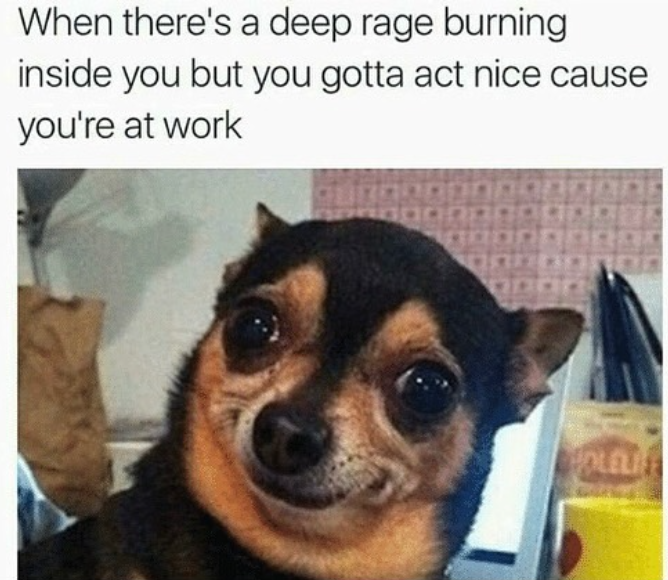 When there's a deep rage burning
inside you but you gotta act nice cause
you're at work